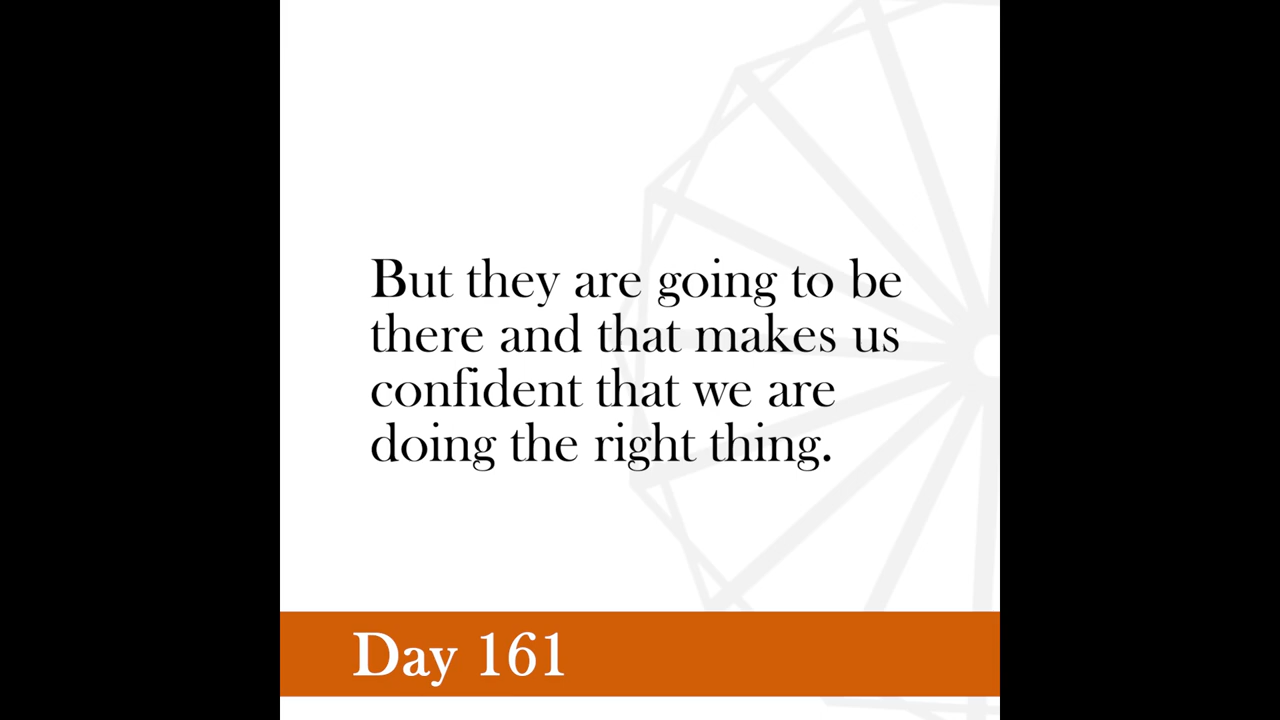 But they are going to be
there and that makes us
confident that we are
doing the right thing.
Day 161